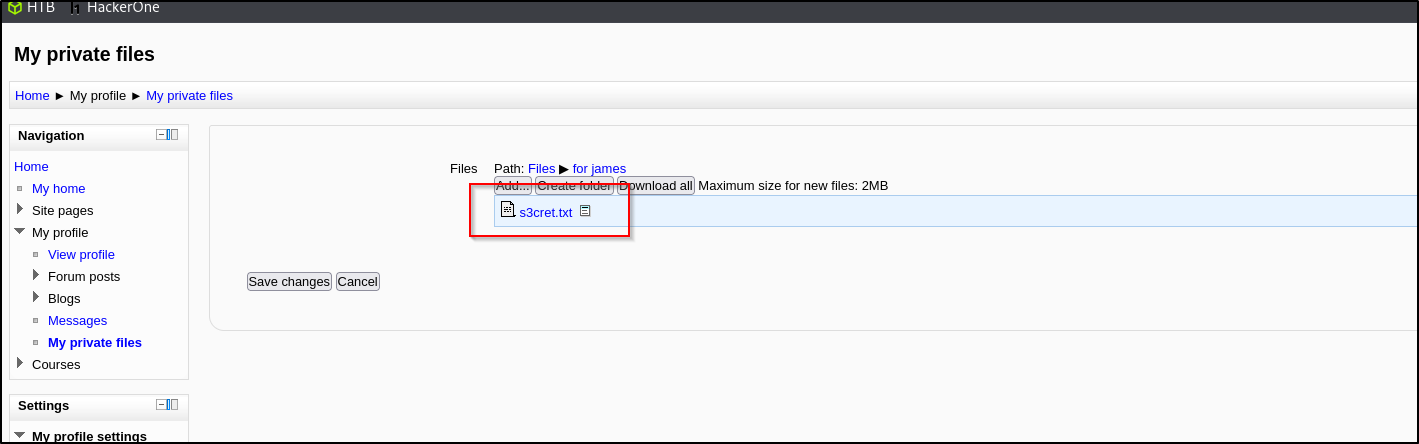 HTB HackerOne
My private files
Home ► My profile ► My private files
Navigation
Home
My home
Site pages
My profile
View profile
Forum posts
Blogs
Messages
My private files
Courses
Settings
My profile settings
Files Path: Files ▶ for james
Add... Create folder Download all Maximum size for new files: 2MB
s3cret.txt
Save changes Cancel